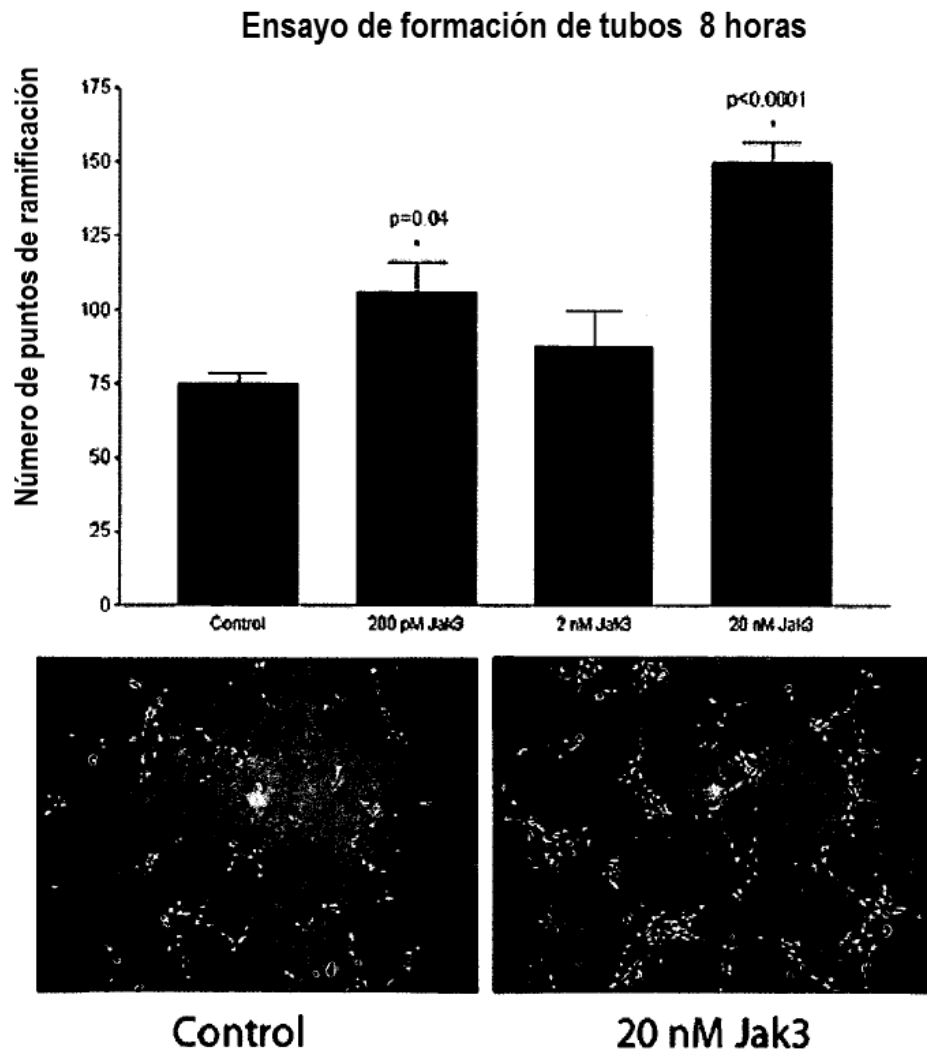 Ensayo de formación de tubos 8 horas
Número de puntos de ramificación
175
150
125
100
75
50
25
0
p=0.04
p<0.0001
Control
200 pM Jak3
2 nM Jak3
20 nM Jak3
Control
20 nM Jak3